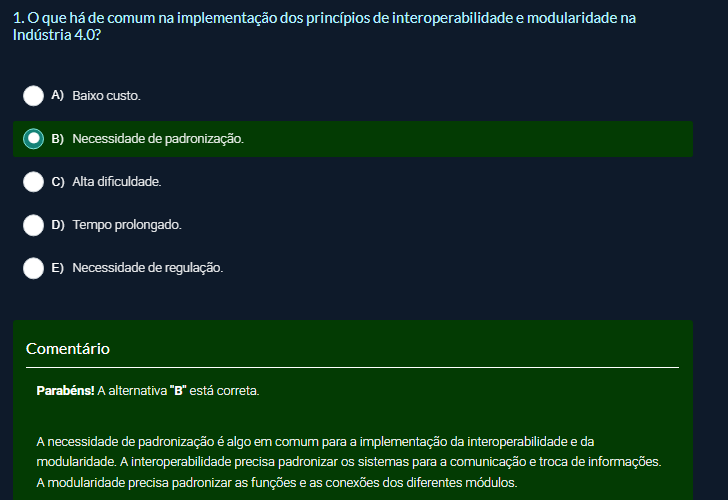 1. O que há de comum na implementação dos princípios de interoperabilidade e modularidade na
Indústria 4.0?
A) Baixo custo.
B) Necessidade de padronização.
C) Alta dificuldade.
D) Tempo prolongado.
E) Necessidade de regulação.
Comentário
Parabéns! A alternativa "B" está correta.
A necessidade de padronização é algo em comum para a implementação da interoperabilidade e da
modularidade. A interoperabilidade precisa padronizar os sistemas para a comunicação e troca de informações.
A modularidade precisa padronizar as funções e as conexões dos diferentes módulos.